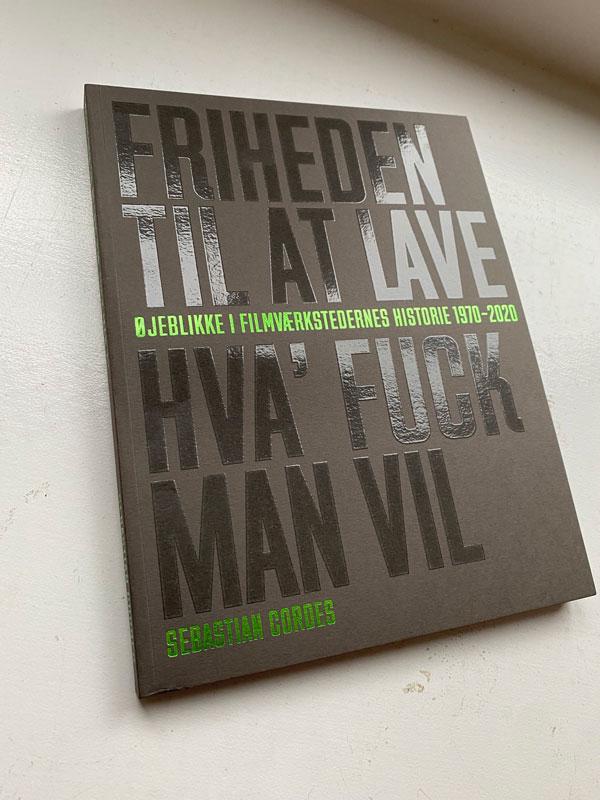 FRIHEDEN
TIL AT LAVE
ØJEBLIKKE I FILMVÆRKSTEDERNES HISTORIE 1970–2020
HVA' FUCK
MAN VIL
SEBASTIAN CORDES